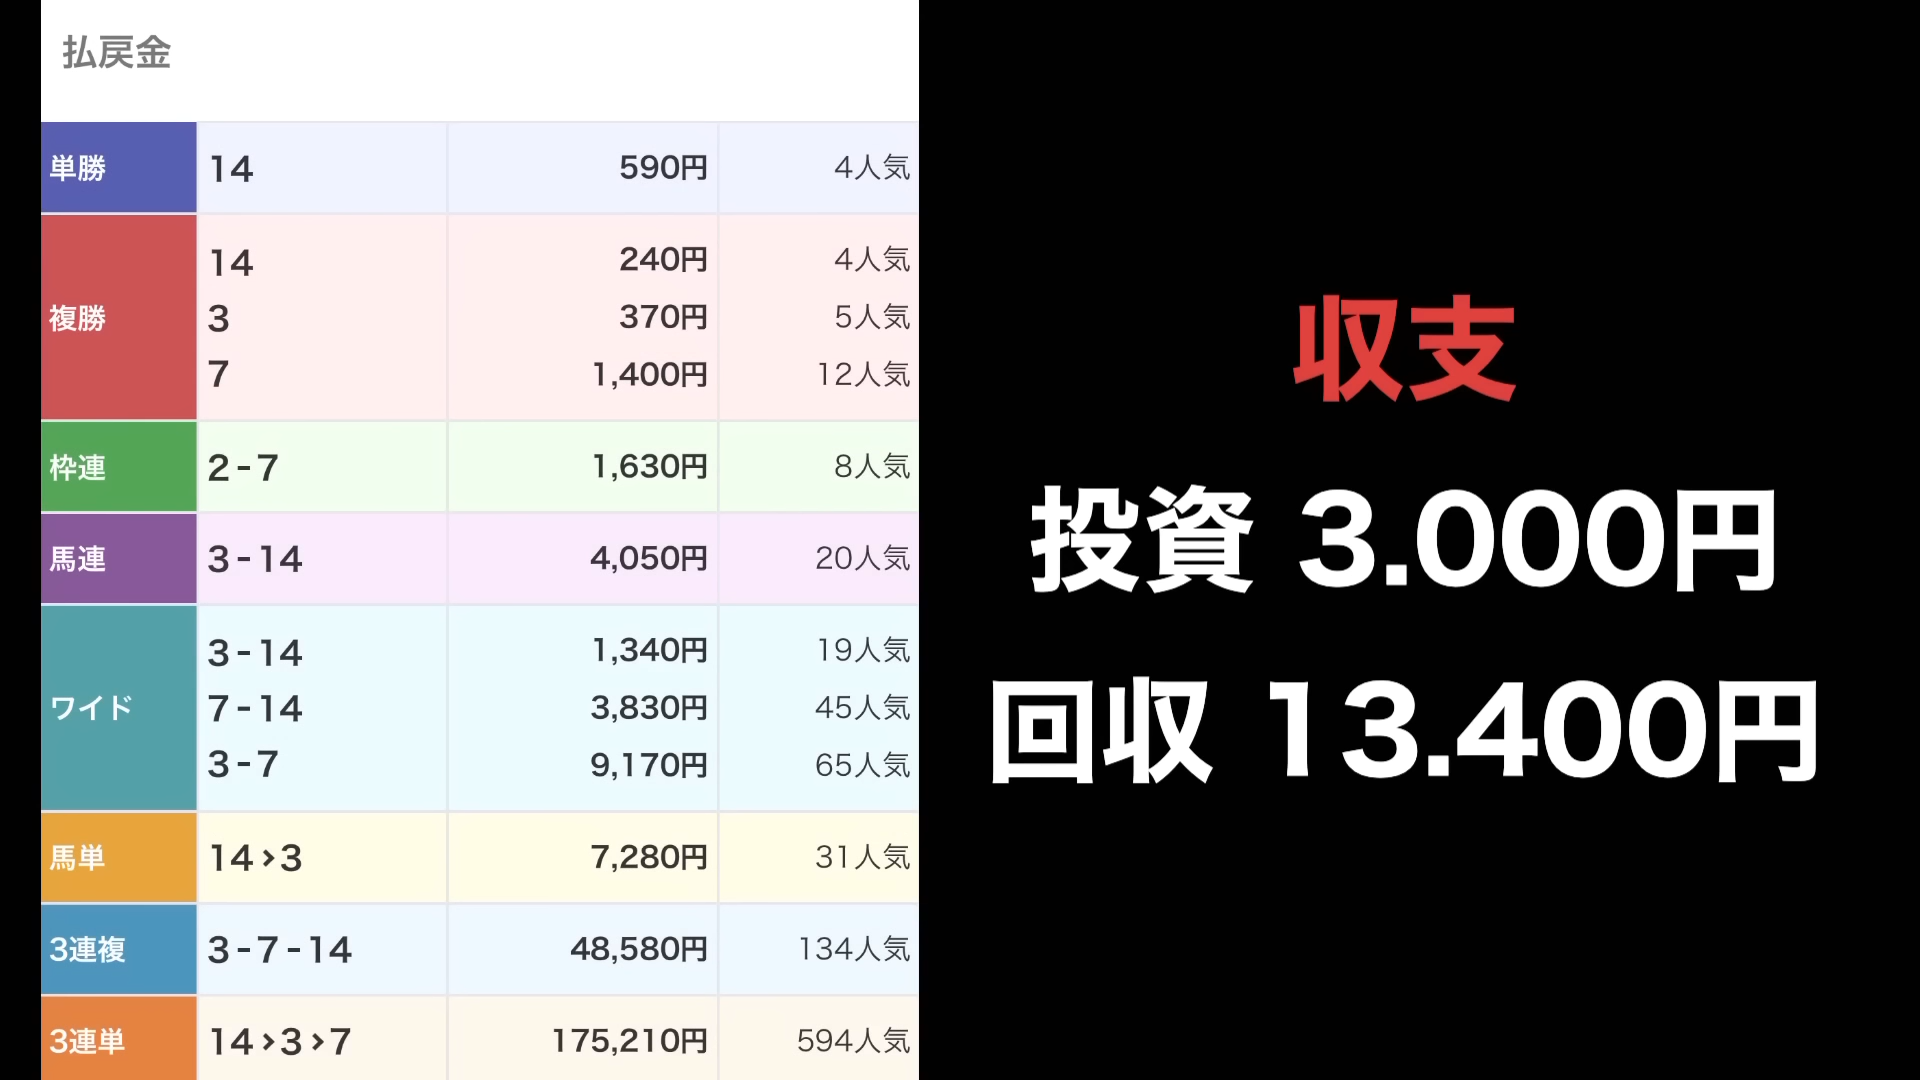 払戻金
単勝 14 590円 4人気
複勝 14 240円 4人気
3 370円 5人気
7 1,400円 12人気
枠連 2-7 1,630円 8人気
馬連 3-14 4,050円 20人気
ワイド 3-14 1,340円 19人気
7-14 3,830円 45人気
3-7 9,170円 65人気
馬単 14›3 7,280円 31人気
3連複 3-7-14 48,580円 134人気
3連単 14›3›7 175,210円 594人気
収支
投資 3.000円
回収 13.400円